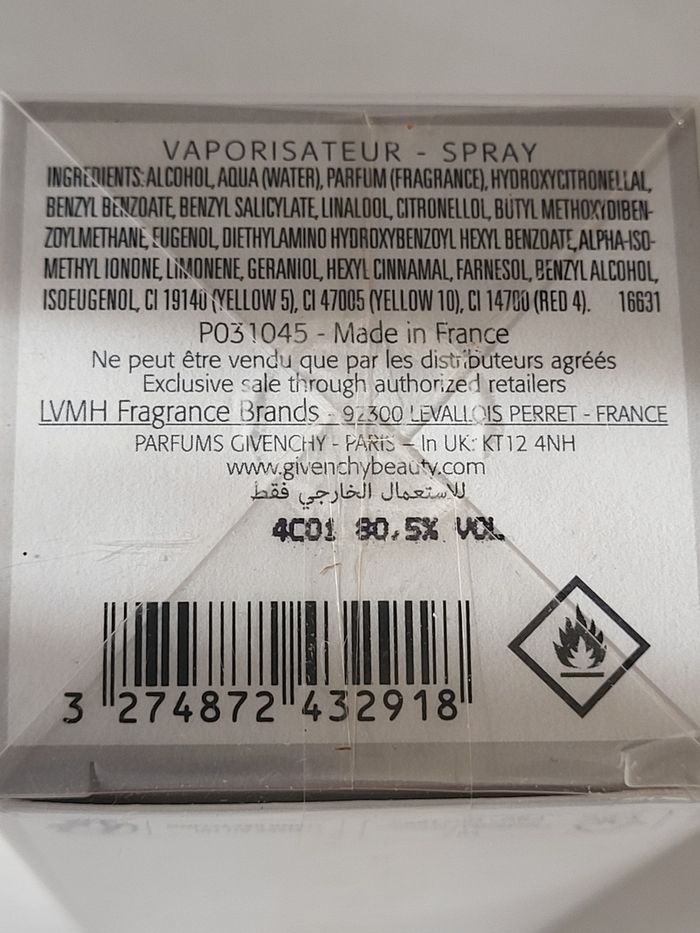 VAPORISATEUR - SPRAY
INGREDIENTS: ALCOHOL, AQUA (WATER), PARFUM (FRAGRANCE), HYDROXYCITRONELLAL,
BENZYL BENZOATE, BENZYL SALICYLATE, LINALOOL, CITRONELLOL, BUTYL METHOXYDIBEN-
ZOYLMETHANE, EUGENOL, DIETHYLAMINO HYDROXYBENZOYL HEXYL BENZOATE, ALPHA-ISO-
METHYL IONONE, LIMONENE, GERANIOL, HEXYL CINNAMAL, FARNESOL, BENZYL ALCOHOL,
ISOEUGENOL, CI 19140 (YELLOW 5), CI 47005 (YELLOW 10), CI 14700 (RED 4). 16631
P031045 - Made in France
Ne peut être vendu que par les distributeurs agréés
Exclusive sale through authorized retailers
LVMH Fragrance Brands - 92300 LEVALLOIS PERRET - FRANCE
PARFUMS GIVENCHY - PARIS - In UK: KT12 4NH
www.givenchybeauty.com
للاستعمال الخارجي فقط
4C01 80.5% VOL
3 274872 432918